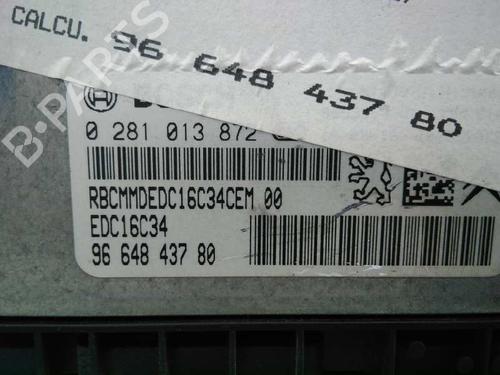 CALCU. 96 648 437 80
B-PARTS
0 281 013 872
RBCMMDEDC16C34CEM 00
EDC16C34
96 648 437 80